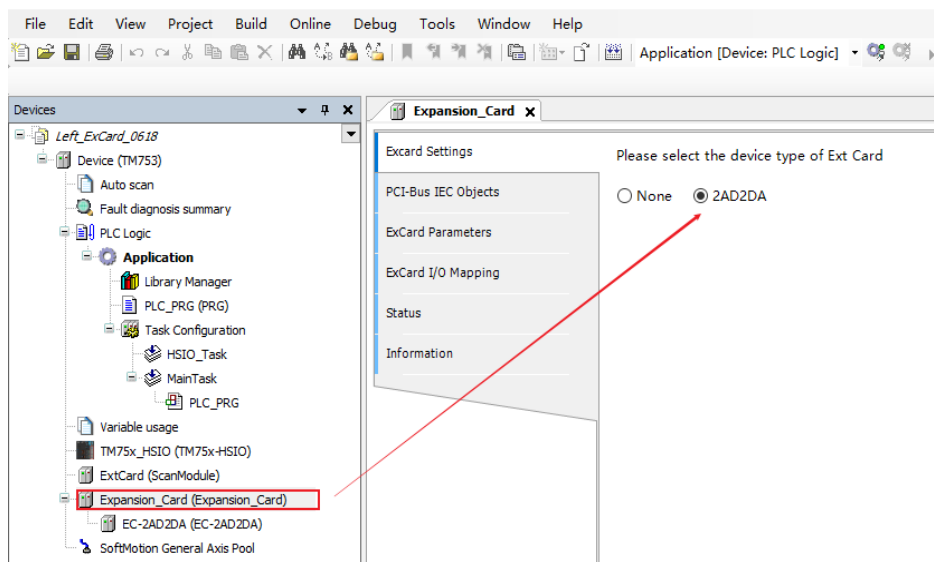 File Edit View Project Build Online Debug Tools Window Help
Application [Device: PLC Logic]
Devices
Left_ExCard_0618
Device (TM753)
Auto scan
Fault diagnosis summary
PLC Logic
Application
Library Manager
PLC_PRG (PRG)
Task Configuration
HSIO_Task
MainTask
PLC_PRG
Variable usage
TM75x_HSIO (TM75x-HSIO)
ExtCard (ScanModule)
Expansion_Card (Expansion_Card)
EC-2AD2DA (EC-2AD2DA)
SoftMotion General Axis Pool
Expansion_Card
Excard Settings
PCI-Bus IEC Objects
ExCard Parameters
ExCard I/O Mapping
Status
Information
Please select the device type of Ext Card
None 2AD2DA